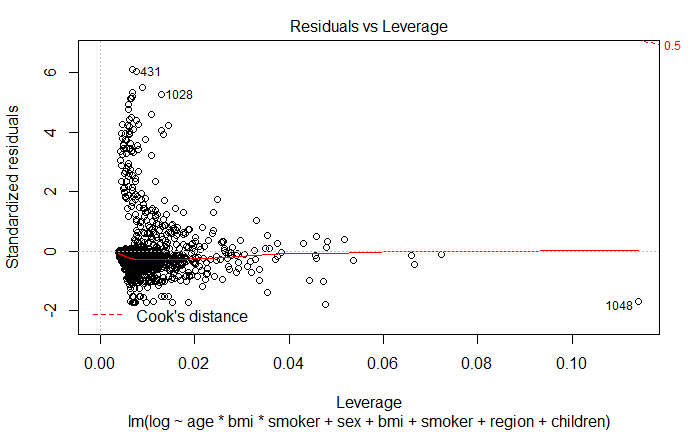 Residuals vs Leverage
0.5
6
431
1028
4
2
0
-2
Standardized residuals
1048
Cook's distance
0.00 0.02 0.04 0.06 0.08 0.10
Leverage
lm(log ~ age * bmi * smoker + sex + bmi + smoker + region + children)